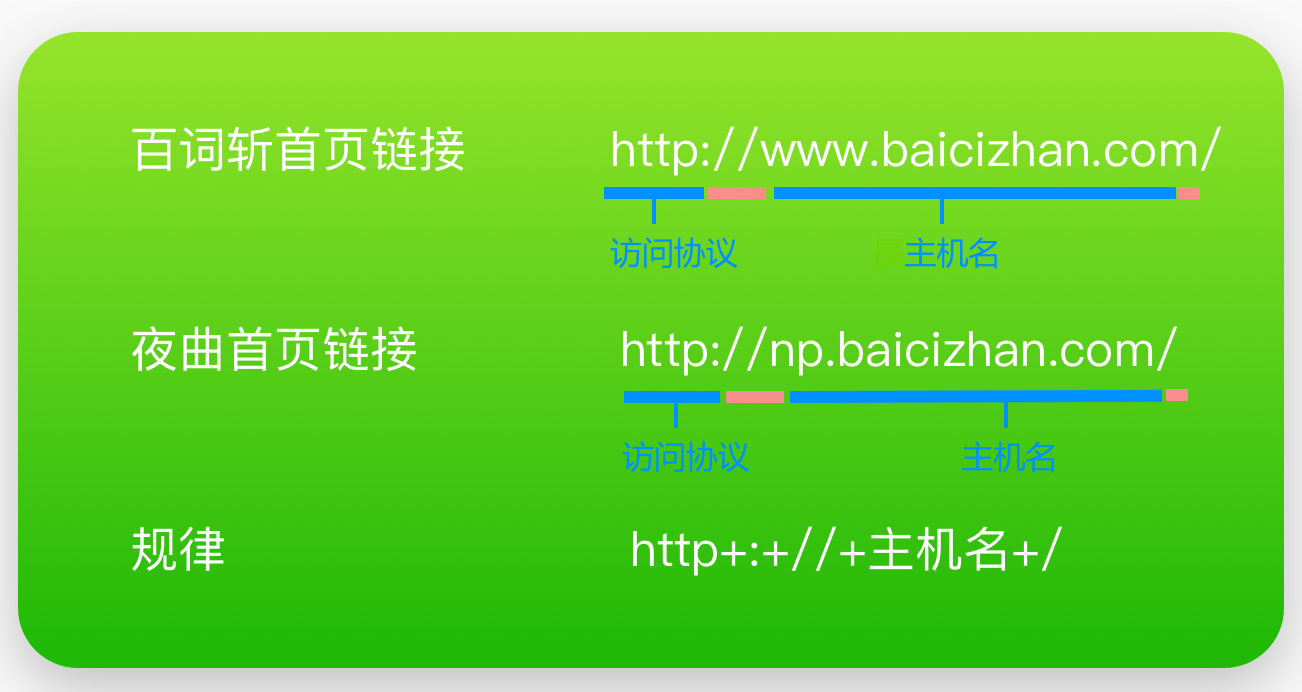 百词斩首页链接 http://www.baicizhan.com/
访问协议 主机名
夜曲首页链接 http://np.baicizhan.com/
访问协议 主机名
规律 http+:+//+主机名+/